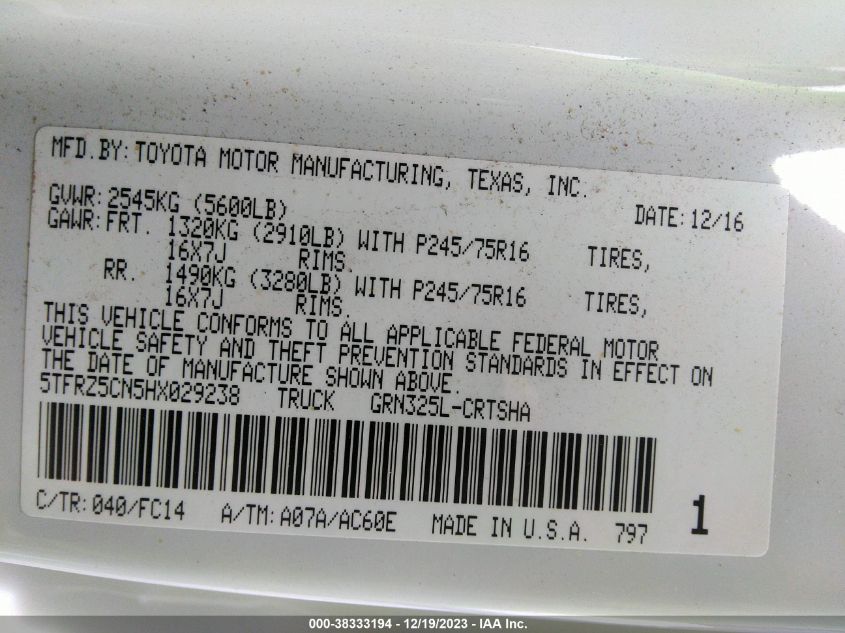 MFD.BY:TOYOTA MOTOR MANUFACTURING, TEXAS, INC.
GVWR:2545KG (5600LB) DATE:12/16
GAWR:FRT. 1320KG (2910LB) WITH P245/75R16 TIRES,
16X7J RIMS.
RR. 1490KG (3280LB) WITH P245/75R16 TIRES,
16X7J RIMS.
THIS VEHICLE CONFORMS TO ALL APPLICABLE FEDERAL MOTOR
VEHICLE SAFETY AND THEFT PREVENTION STANDARDS IN EFFECT ON
THE DATE OF MANUFACTURE SHOWN ABOVE.
5TFRZ5CN5HX029238 TRUCK GRN325L-CRTSHA
C/TR:040/FC14 A/TM:A07A/AC60E MADE IN U.S.A. 797 1
000-38333194 - 12/19/2023 - IAA Inc.